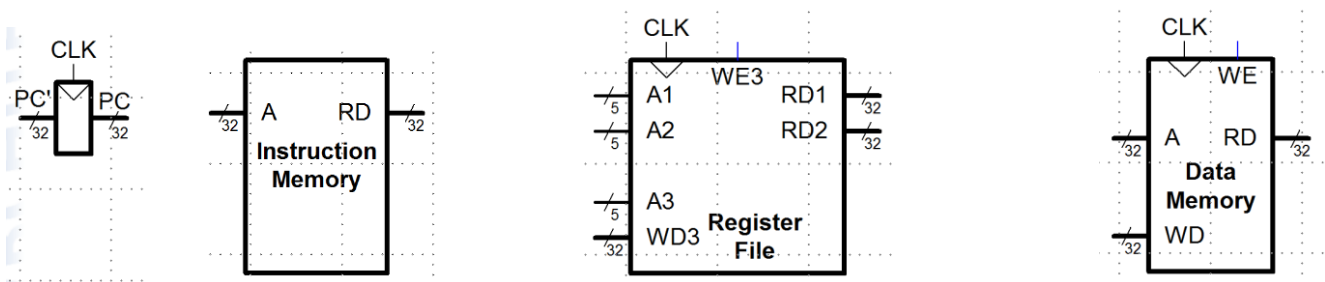 CLK
PC' PC
32 32
A RD
32 32
Instruction
Memory
CLK
WE3
A1 RD1
5 32
A2 RD2
5 32
A3
5
WD3
32
Register
File
CLK
WE
A RD
32 32
Data
Memory
WD
32